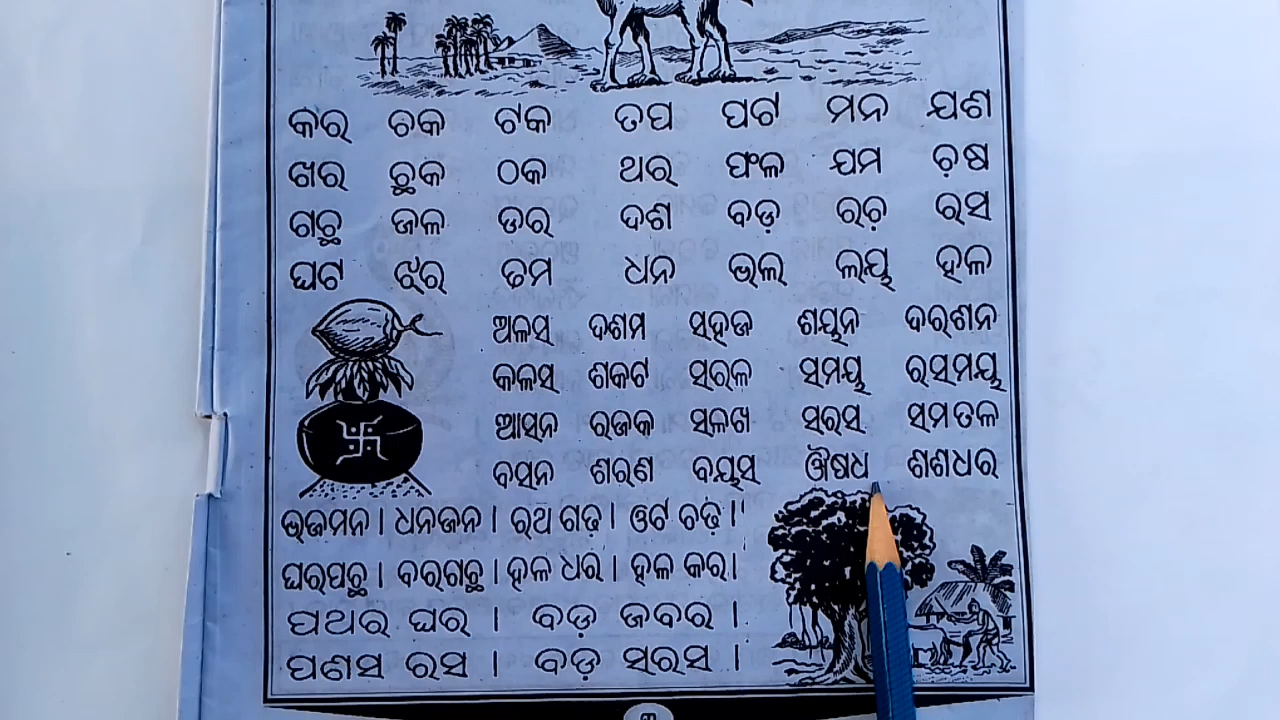 କର ଚକ ଟକ ତପ ପଟ ମନ ଯଶ
ଖର ଛକ ଠକ ଥର ଫଳ ଯମ ଚଷ
ଗଛ ଜଳ ଡର ଦଶ ବଡ଼ ରଚ ରସ
ଘଟ ଝର ଢମ ଧନ ଭଲ ଲୟ ହଳ
ଅଳସ ଦଶମ ସହଜ ଶୟନ ଦରଶନ
କଳସ ଶକଟ ସରଳ ସମୟ ରସମୟ
ଆସନ ରଜକ ସଳଖ ସରସ ସମତଳ
ବସନ ଶରଣ ବୟସ ଔଷଧ ଶଶଧର
ଭଜମନ । ଧନଜନ । ରଥ ଗଢ଼ । ଓଟ ଚଢ଼ ।
ଘରପଛ । ବରଗଛ । ହଳ ଧର । ହଳ କର ।
ପଥର ଘର । ବଡ଼ ଜବର ।
ପଣସ ରସ । ବଡ଼ ସରସ ।